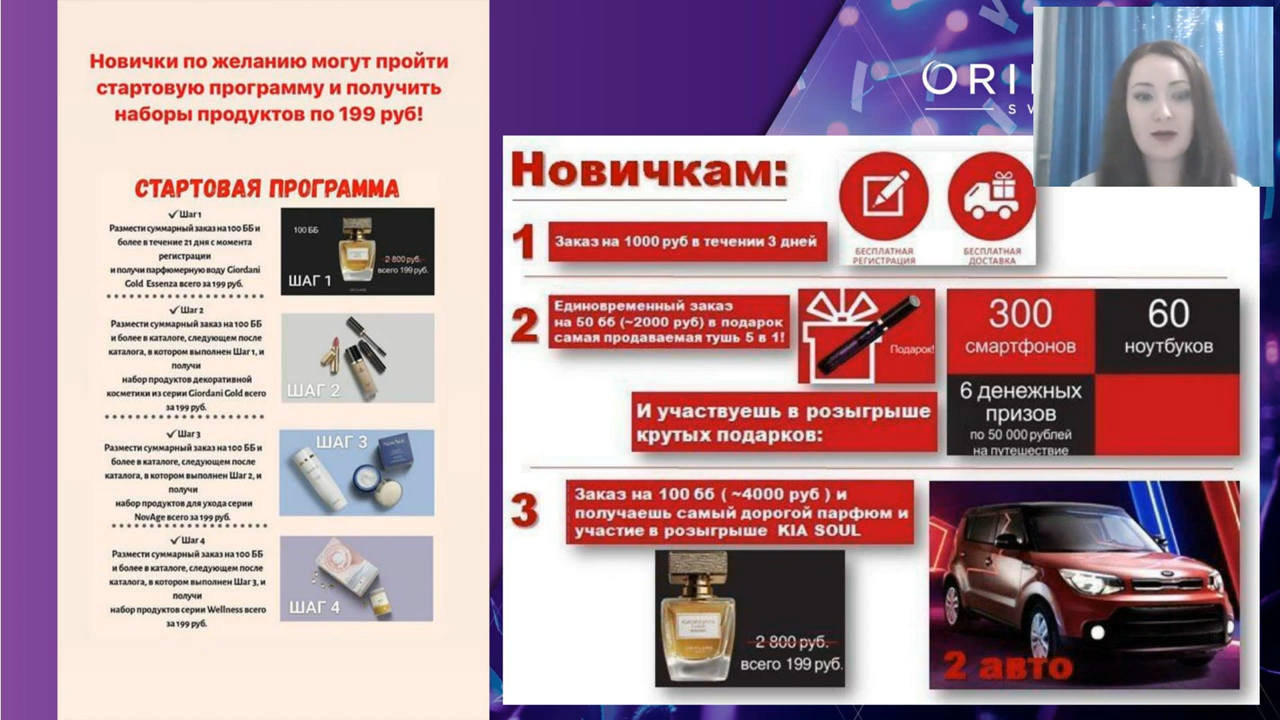 Новички по желанию могут пройти
стартовую программу и получить
наборы продуктов по 199 руб!
СТАРТОВАЯ ПРОГРАММА
✓Шаг 1
Размести суммарный заказ на 100 ББ и
более в течение 21 дня с момента
регистрации
и получи парфюмерную воду Giordani
Gold Essenza всего за 199 руб.
100 ББ
2 800 руб.
всего 199 руб.
ШАГ 1
✓Шаг 2
Размести суммарный заказ на 100 ББ
и более в каталоге, следующем после
каталога, в котором выполнен Шаг 1, и
получи
набор продуктов декоративной
косметики из серии Giordani Gold всего
за 199 руб.
ШАГ 2
✓Шаг 3
Размести суммарный заказ на 100 ББ и
более в каталоге, следующем после
каталога, в котором выполнен Шаг 2, и
получи
набор продуктов для ухода серии
NovAge всего за 199 руб.
ШАГ 3
✓Шаг 4
Размести суммарный заказ на 100 ББ
и более в каталоге, следующем после
каталога, в котором выполнен Шаг 3, и
получи
набор продуктов серии Wellness всего
за 199 руб.
ШАГ 4
ORI
S
Новичкам:
1 Заказ на 1000 руб в течении 3 дней
БЕСПЛАТНАЯ
РЕГИСТРАЦИЯ
БЕСПЛАТНАЯ
ДОСТАВКА
2 Единовременный заказ
на 50 бб (~2000 руб) в подарок
самая продаваемая тушь 5 в 1!
Подарок!
И участвуешь в розыгрыше
крутых подарков:
300
смартфонов
60
ноутбуков
6 денежных
призов
по 50 000 рублей
на путешествие
3 Заказ на 100 бб ( ~4000 руб ) и
получаешь самый дорогой парфюм и
участие в розыгрыше KIA SOUL
2 800 руб.
всего 199 руб.
2 авто